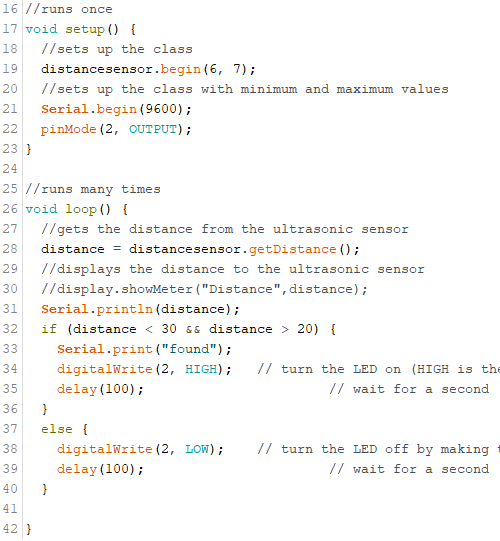 16 //runs once
17 void setup() {
18   //sets up the class
19   distancesensor.begin(6, 7);
20   //sets up the class with minimum and maximum values
21   Serial.begin(9600);
22   pinMode(2, OUTPUT);
23 }
24
25 //runs many times
26 void loop() {
27   //gets the distance from the ultrasonic sensor
28   distance = distancesensor.getDistance();
29   //displays the distance to the ultrasonic sensor
30   //display.showMeter("Distance",distance);
31   Serial.println(distance);
32   if (distance < 30 && distance > 20) {
33     Serial.print("found");
34     digitalWrite(2, HIGH);   // turn the LED on (HIGH is the
35     delay(100);                       // wait for a second
36   }
37   else {
38     digitalWrite(2, LOW);    // turn the LED off by making
39     delay(100);                       // wait for a second
40   }
41
42 }